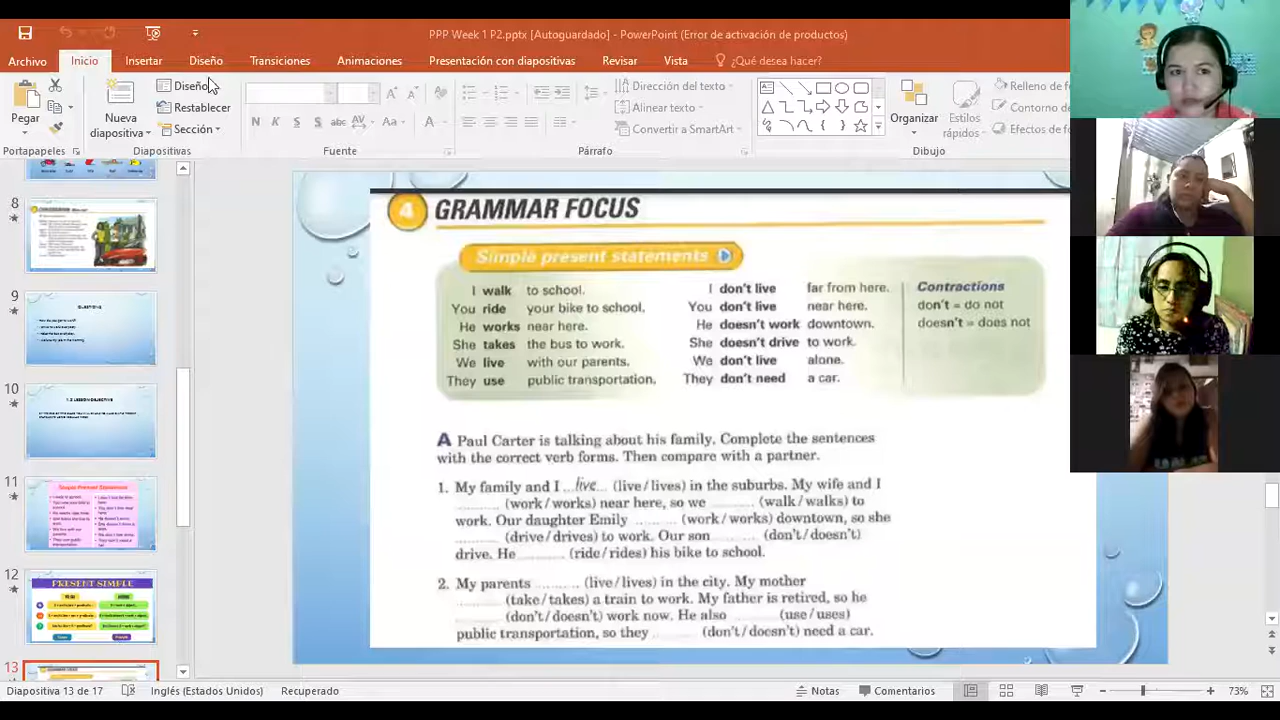 PPP Week 1 P2.pptx [Autoguardado] - PowerPoint (Error de activación de productos)
Archivo Inicio Insertar Diseño Transiciones Animaciones Presentación con diapositivas Revisar Vista ¿Qué desea hacer?
Pegar
Portapapeles
Nueva diapositiva
Diseño
Restablecer
Sección
Diapositivas
N K S S abc AV Aa A
Fuente
Dirección del texto
Alinear texto
Convertir a SmartArt
Párrafo
Organizar
Estilos rápidos
Relleno de f
Contorno de
Efectos de fo
Dibujo
8
9
10
11
12
PRESENT SIMPLE
13
4 GRAMMAR FOCUS
Simple present statements
I walk to school.
You ride your bike to school.
He works near here.
She takes the bus to work.
We live with our parents.
They use public transportation.
I don't live far from here.
You don't live near here.
He doesn't work downtown.
She doesn't drive to work.
We don't live alone.
They don't need a car.
Contractions
don't = do not
doesn't = does not
A Paul Carter is talking about his family. Complete the sentences
with the correct verb forms. Then compare with a partner.
1. My family and I ...live... (live/lives) in the suburbs. My wife and I
.......... (work/works) near here, so we .......... (walk/walks) to
work. Our daughter Emily .......... (work/works) downtown, so she
.......... (drive/drives) to work. Our son .......... (don't/doesn't)
drive. He .......... (ride/rides) his bike to school.
2. My parents .......... (live/lives) in the city. My mother
.......... (take/takes) a train to work. My father is retired, so he
.......... (don't/doesn't) work now. He also .......... (use/uses)
public transportation, so they .......... (don't/doesn't) need a car.
Diapositiva 13 de 17 Inglés (Estados Unidos) Recuperado Notas Comentarios 73%